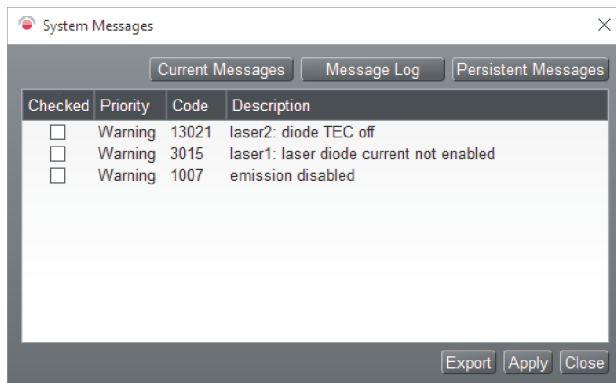 System Messages
Current Messages Message Log Persistent Messages
Checked Priority Code Description
Warning 13021 laser2: diode TEC off
Warning 3015 laser1: laser diode current not enabled
Warning 1007 emission disabled
Export Apply Close